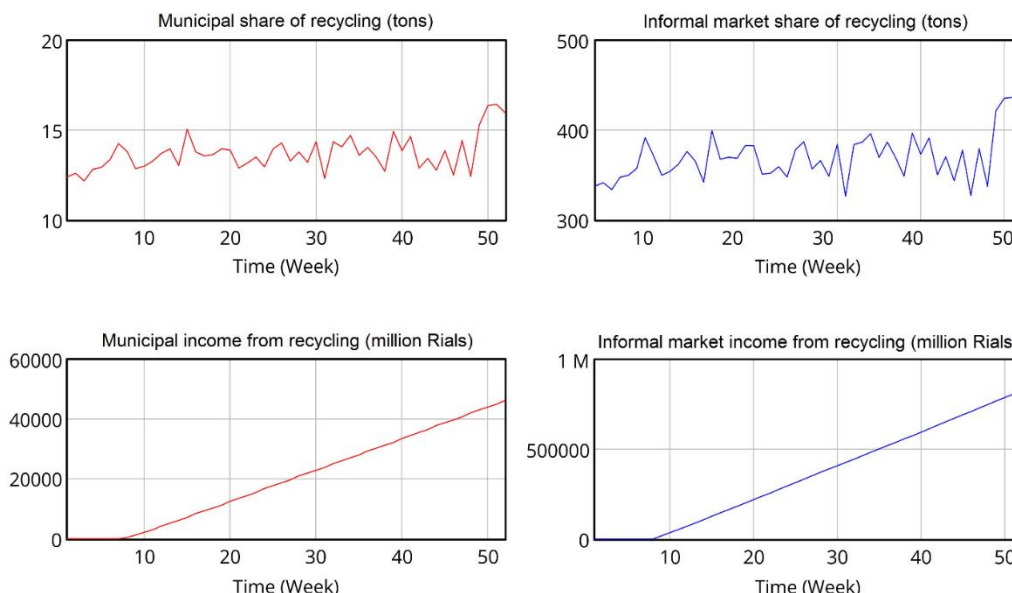 Municipal share of recycling (tons)
20
15
10
10 20 30 40 50
Time (Week)
Informal market share of recycling (tons)
500
400
300
10 20 30 40 50
Time (Week)
Municipal income from recycling (million Rials)
60000
40000
20000
0
10 20 30 40 50
Time (Week)
Informal market income from recycling (million Rials
1 M
500000
0
10 20 30 40 50
Time (Week)